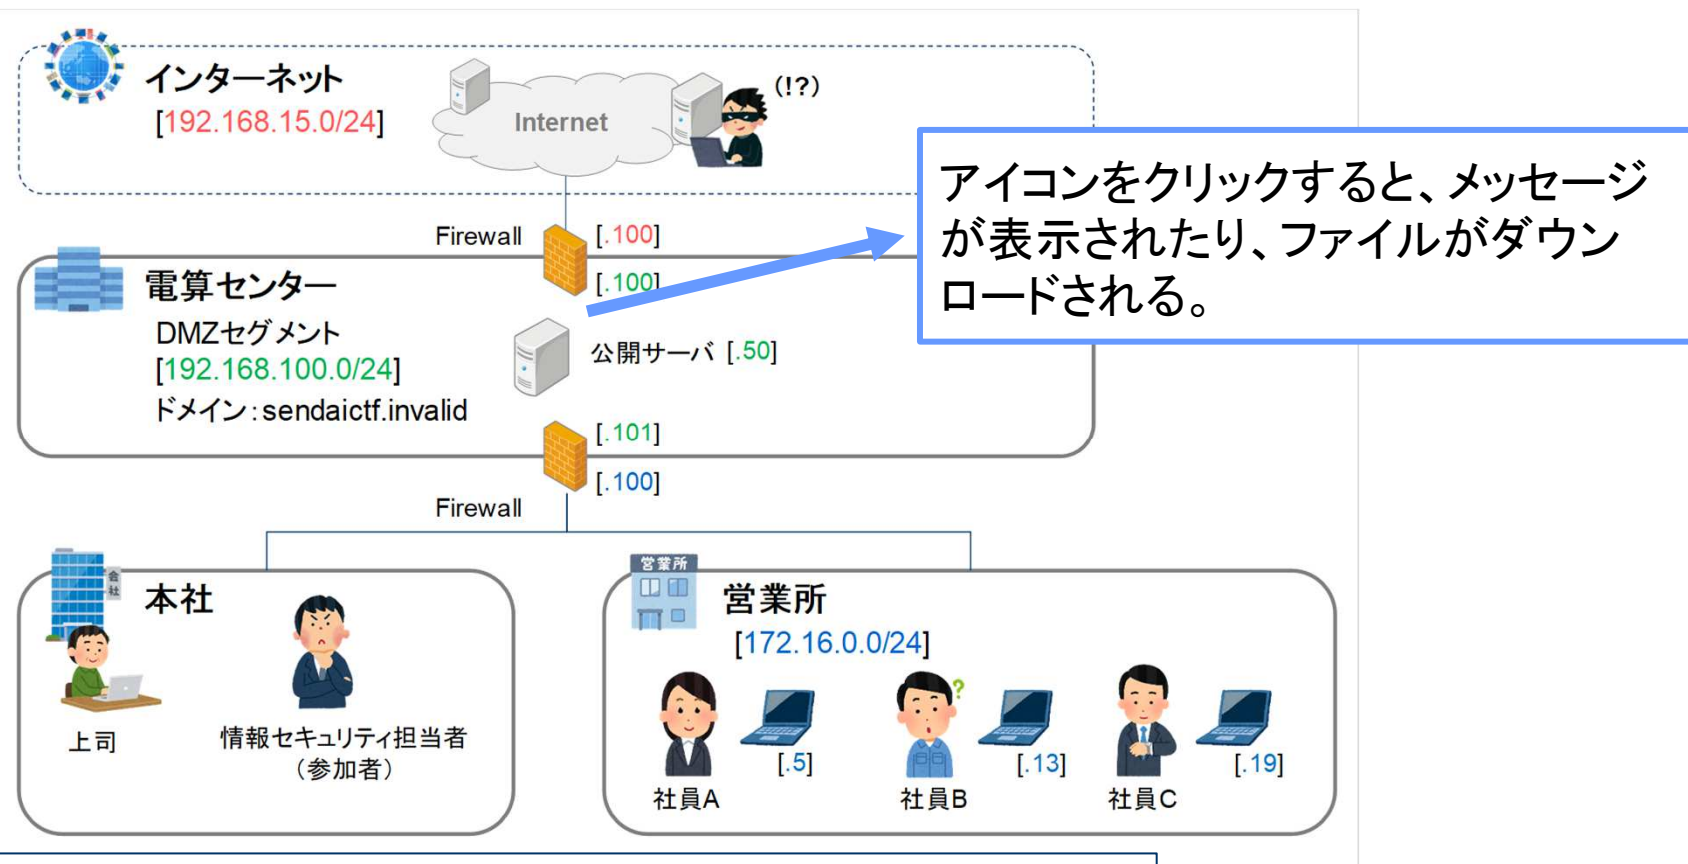 インターネット
[192.168.15.0/24]
Internet
(!?)
アイコンをクリックすると、メッセージ
が表示されたり、ファイルがダウン
ロードされる。
Firewall
[.100]
[.100]
電算センター
DMZセグメント
[192.168.100.0/24]
ドメイン：sendaictf.invalid
公開サーバ [.50]
[.101]
[.100]
Firewall
会社
本社
上司
情報セキュリティ担当者
（参加者）
営業所
営業所
[172.16.0.0/24]
?
[.5]
[.13]
[.19]
社員A
社員B
社員C